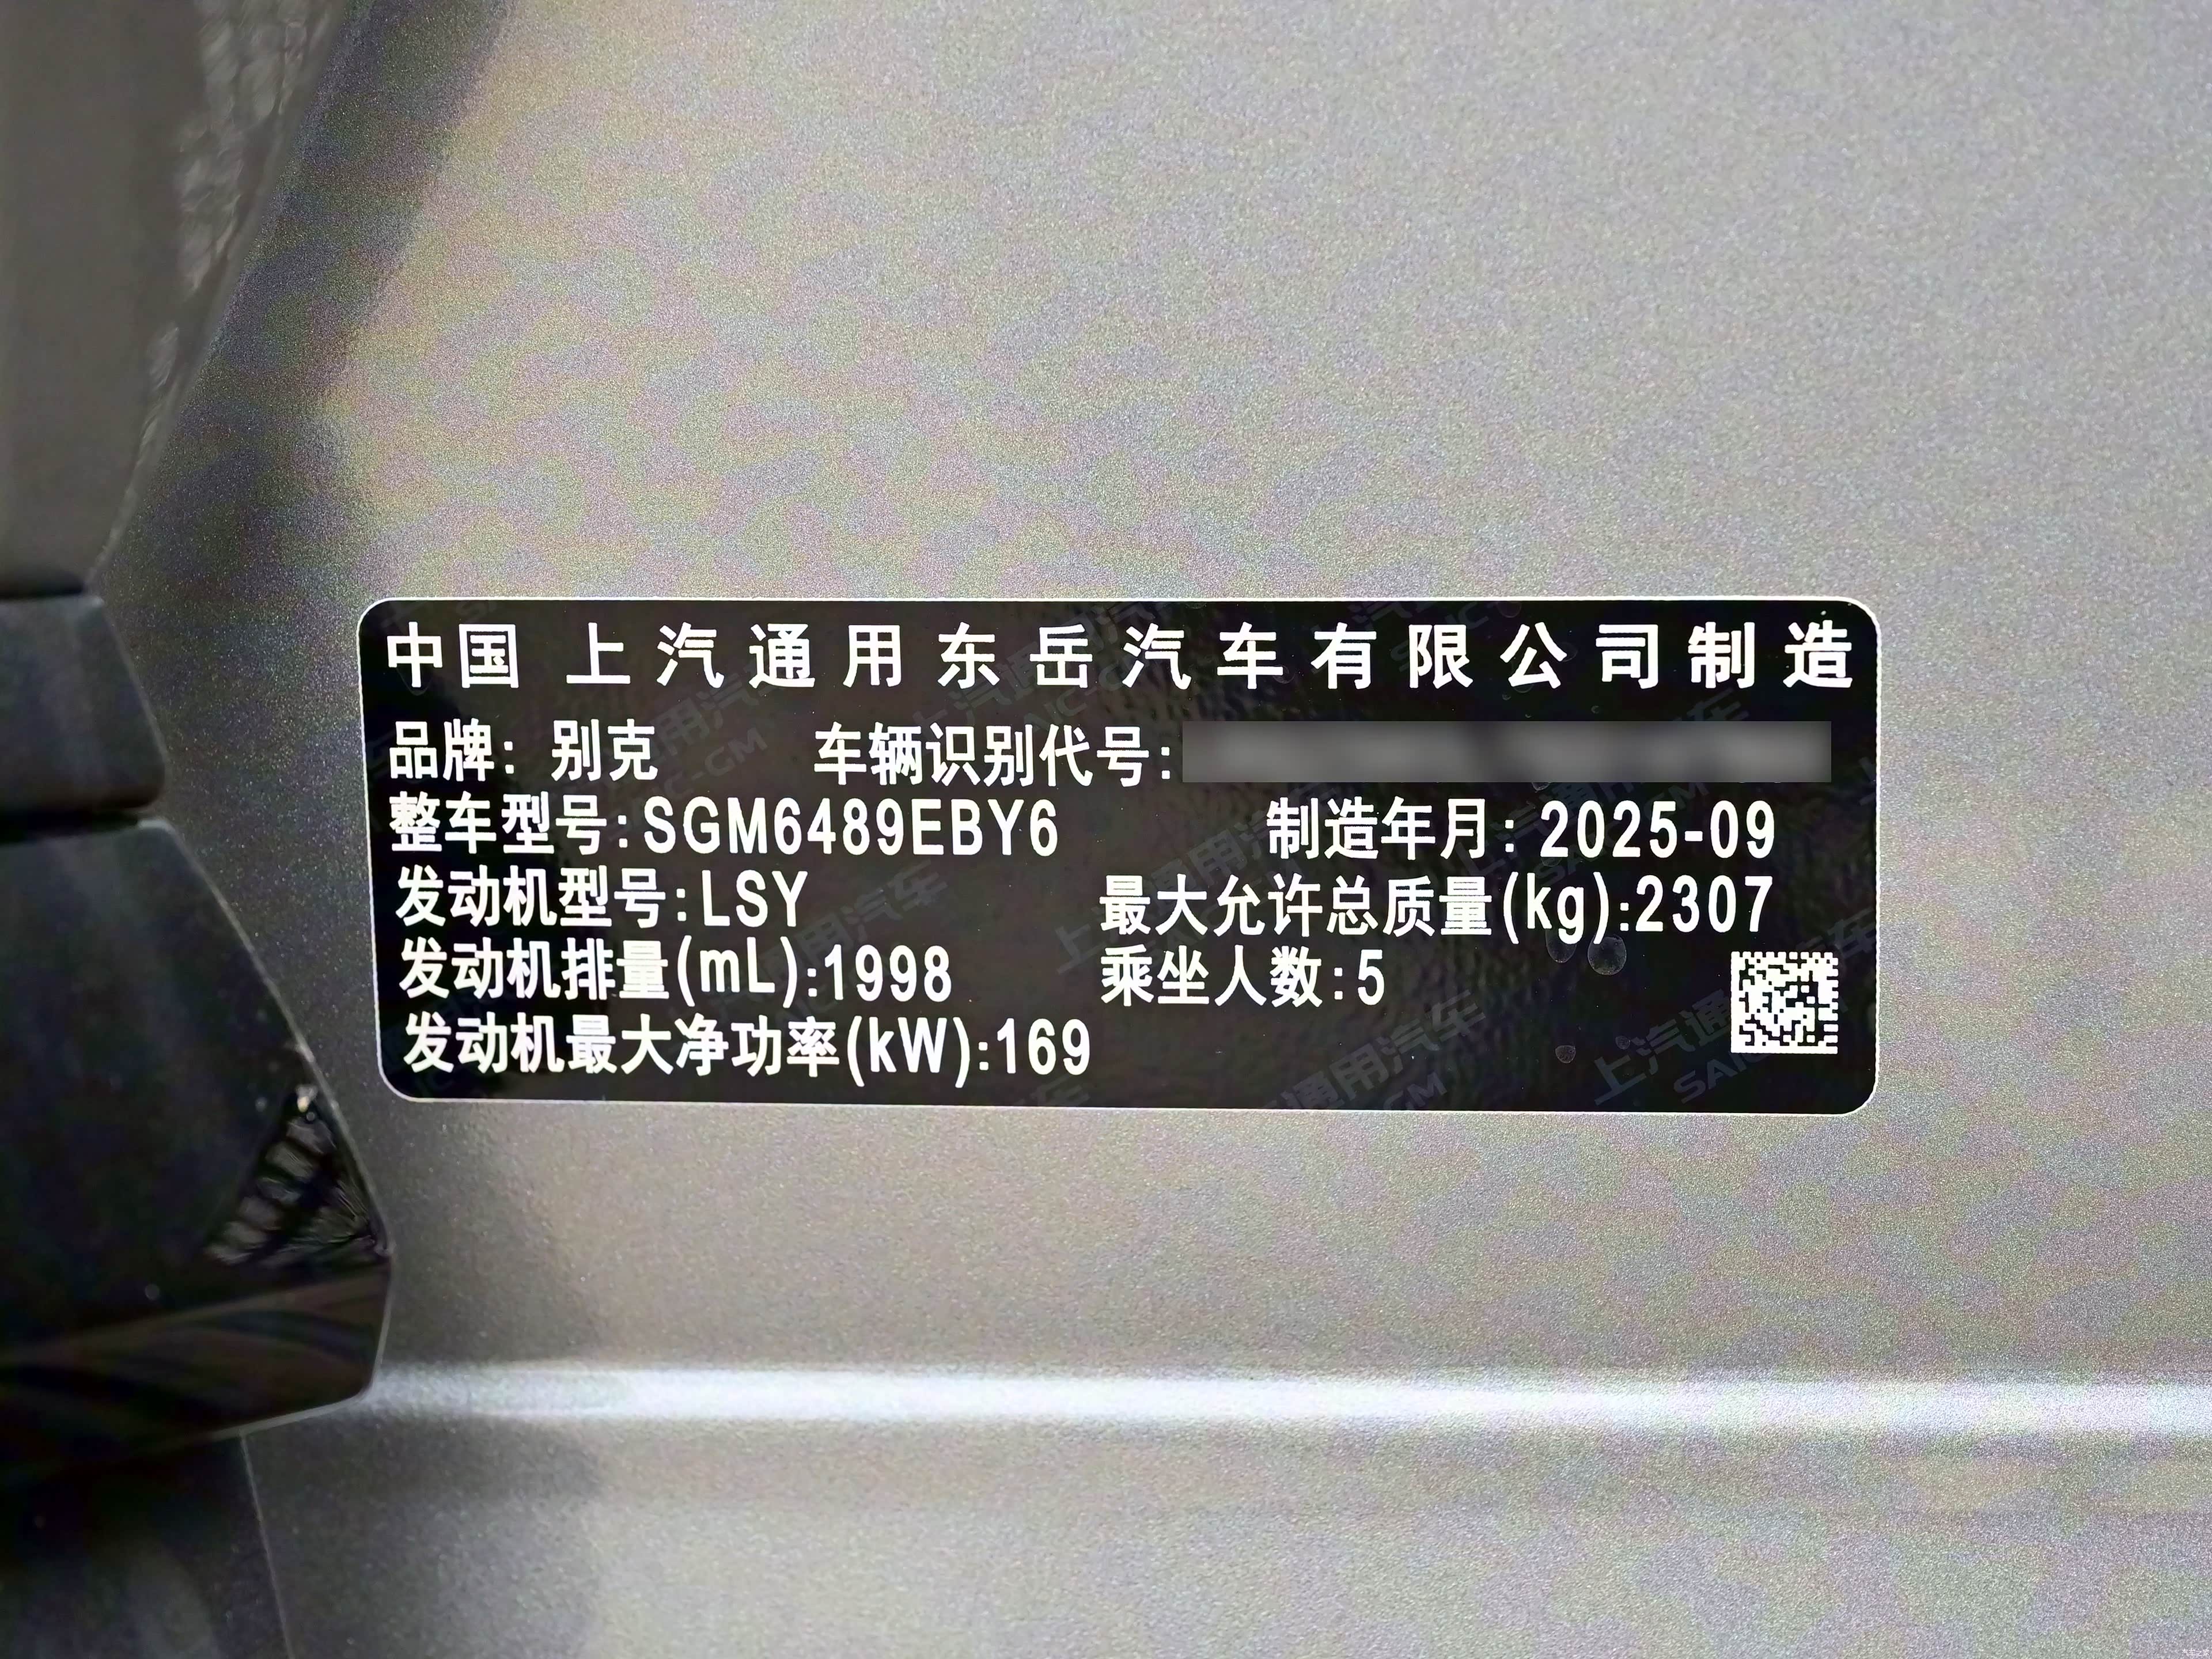 中国 上汽通用东岳汽车有限公司制造
品牌: 别克 车辆识别代号:
整车型号:SGM6489EBY6 制造年月: 2025-09
发动机型号:LSY 最大允许总质量(kg):2307
发动机排量(mL):1998 乘坐人数:5
发动机最大净功率(kW):169